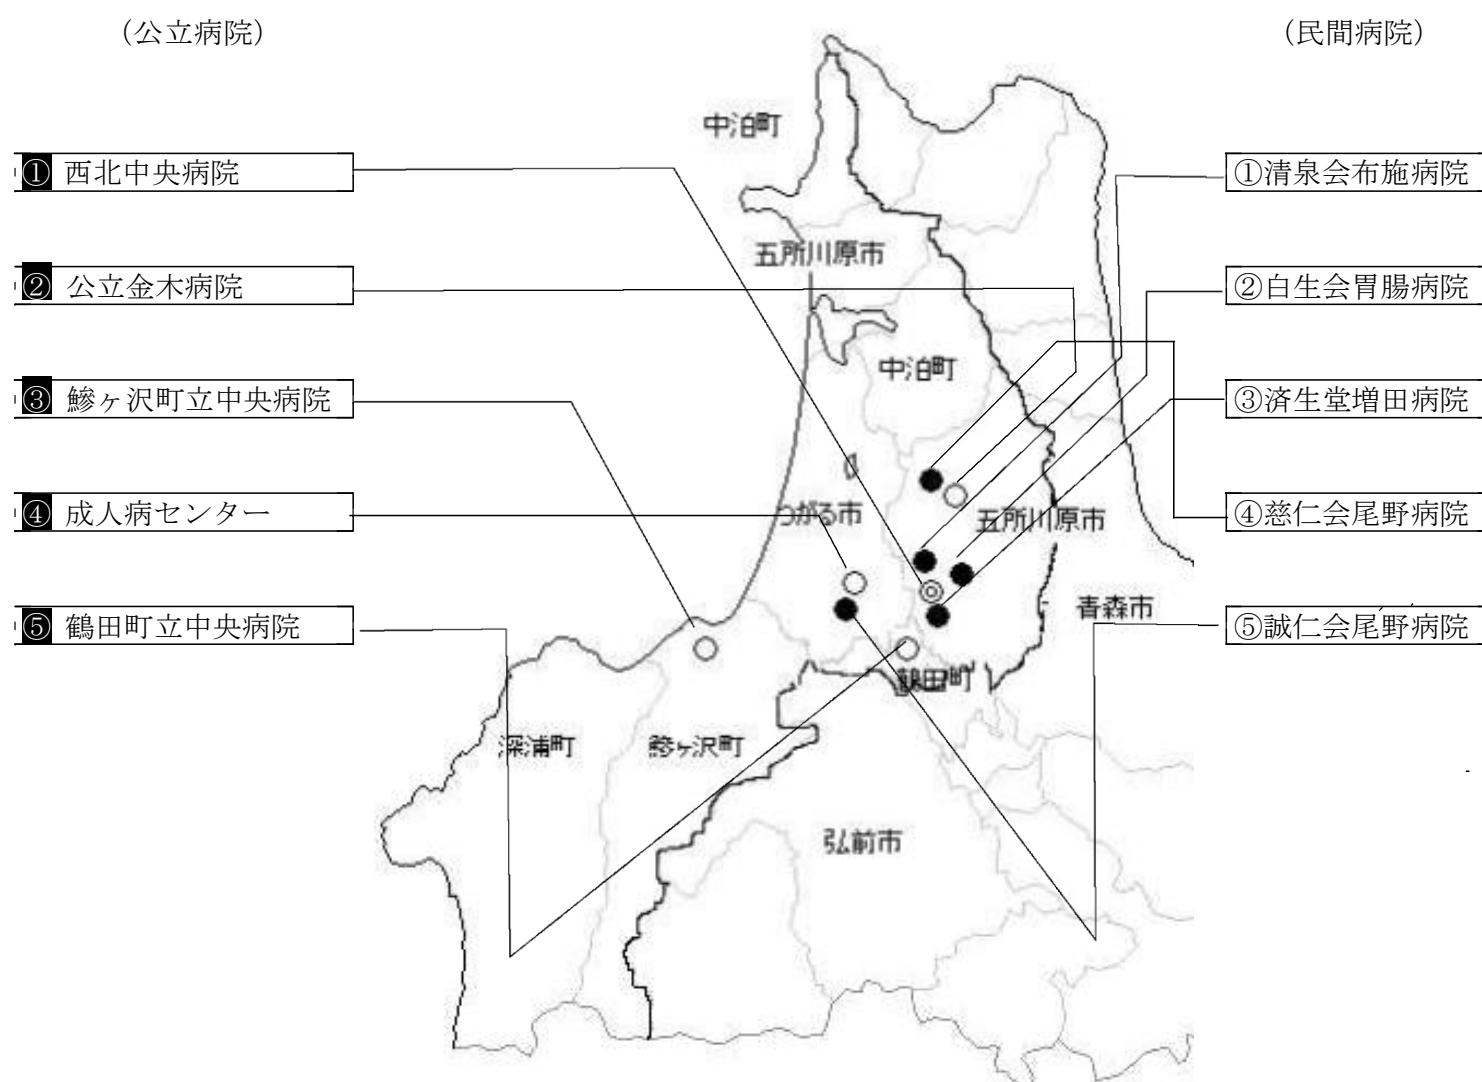 (公立病院)
(民間病院)
❶ 西北中央病院
❷ 公立金木病院
❸ 鰺ヶ沢町立中央病院
❹ 成人病センター
❺ 鶴田町立中央病院
中泊町
五所川原市
中泊町
つがる市
五所川原市
青森市
鶴田町
深浦町
鰺ヶ沢町
弘前市
①清泉会布施病院
②白生会胃腸病院
③済生堂増田病院
④慈仁会尾野病院
⑤誠仁会尾野病院